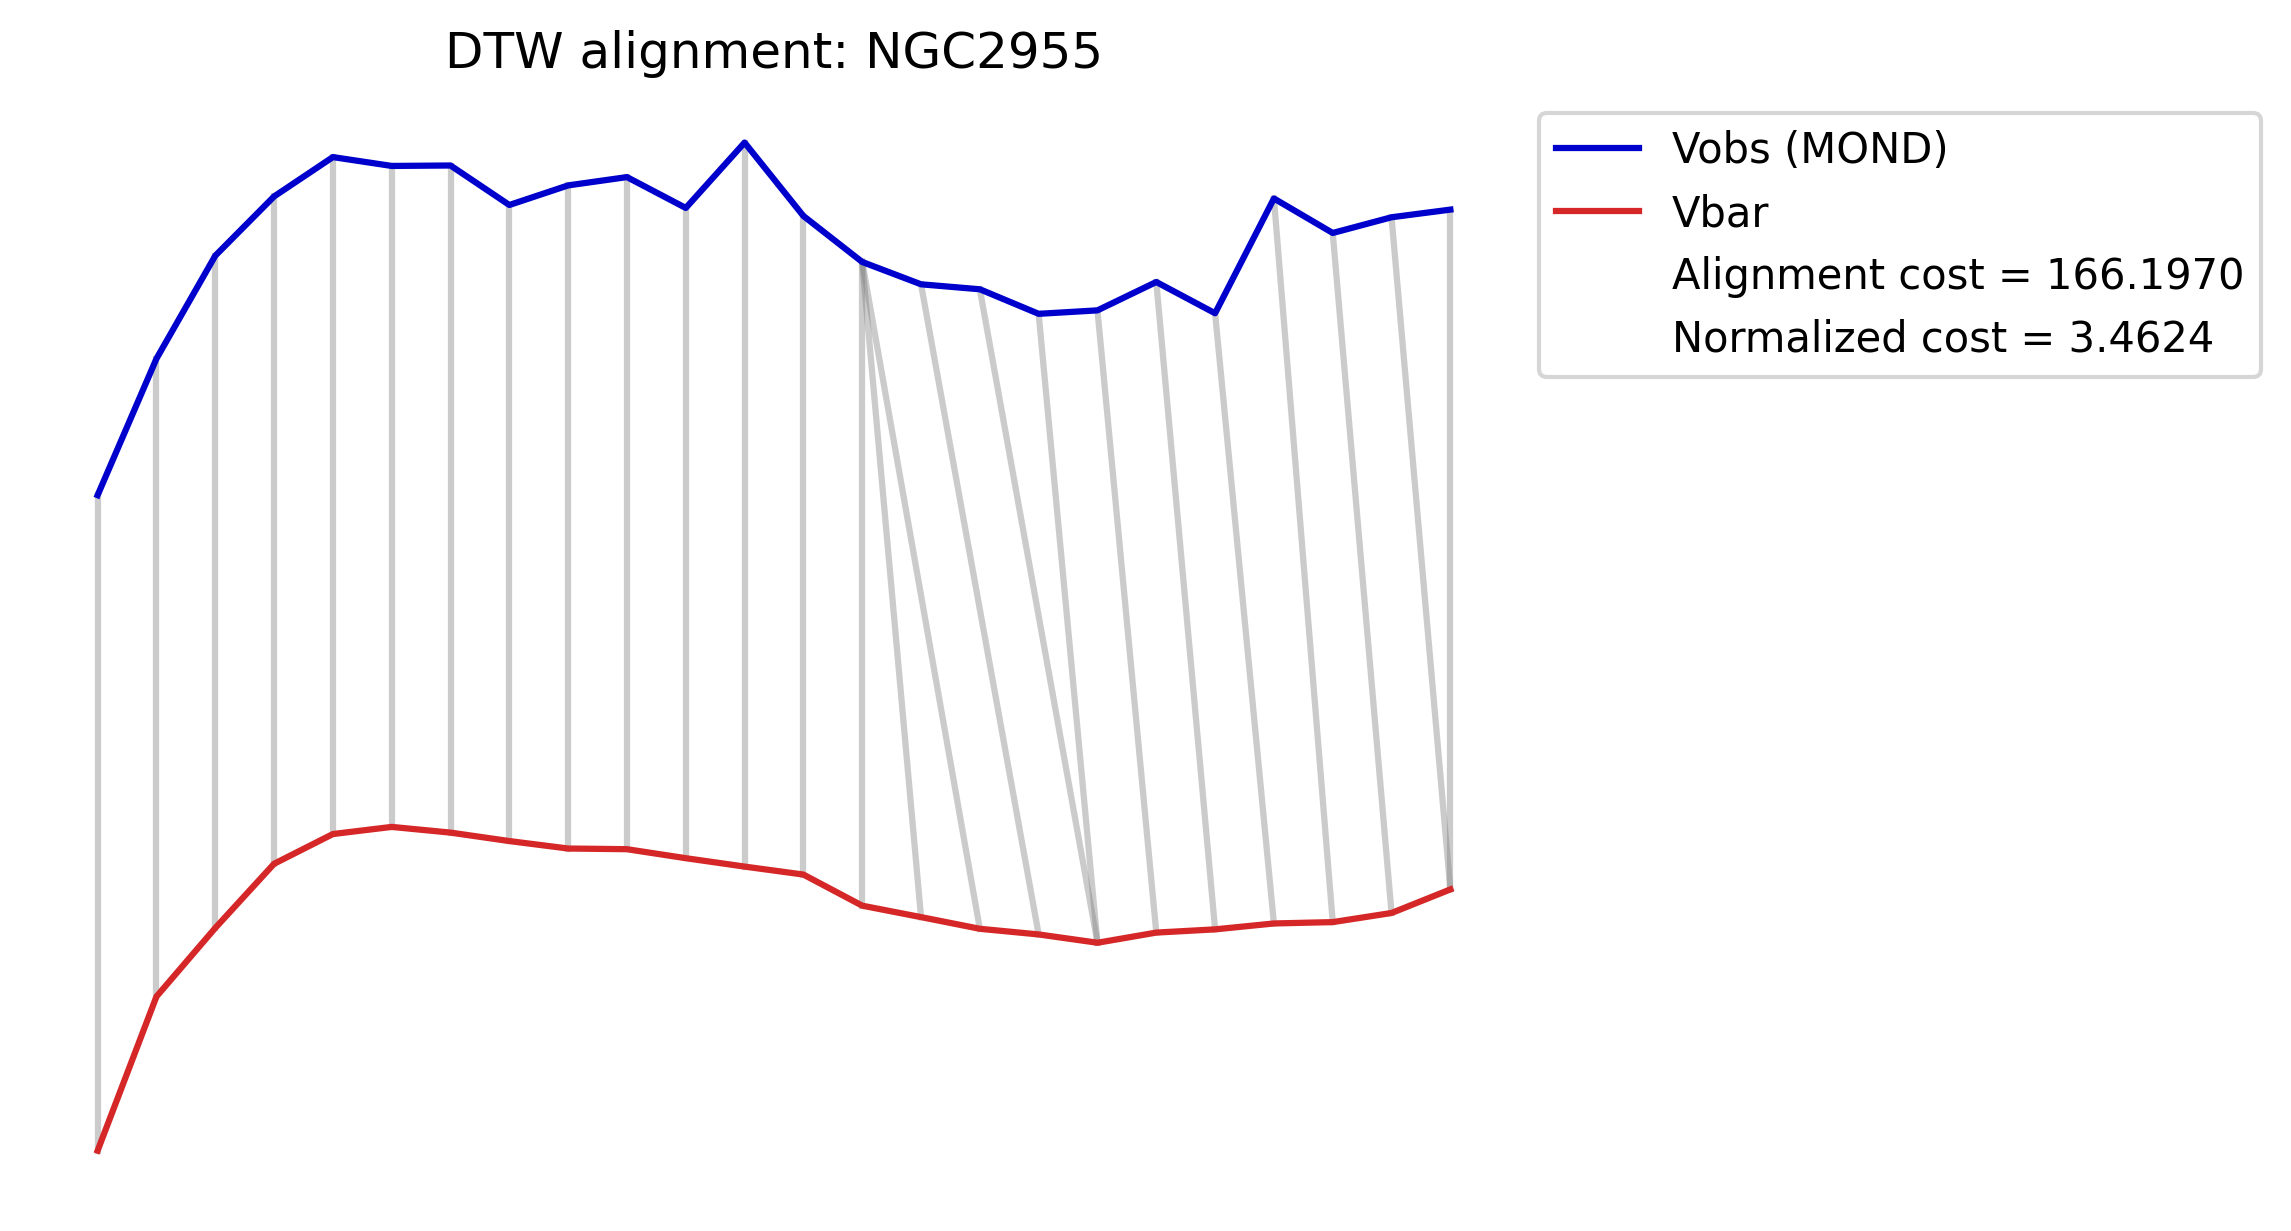 DTW alignment: NGC2955
Vobs (MOND)
Vbar
Alignment cost = 166.1970
Normalized cost = 3.4624